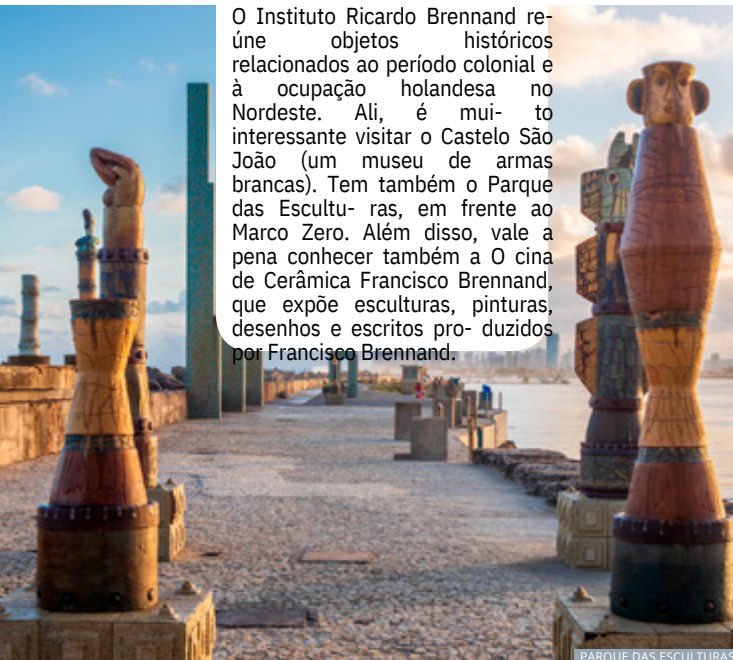 O Instituto Ricardo Brennand re-
úne objetos históricos
relacionados ao período colonial e
à ocupação holandesa no
Nordeste. Ali, é mui- to
interessante visitar o Castelo São
João (um museu de armas
brancas). Tem também o Parque
das Escultu- ras, em frente ao
Marco Zero. Além disso, vale a
pena conhecer também a O cina
de Cerâmica Francisco Brennand,
que expõe esculturas, pinturas,
desenhos e escritos pro- duzidos
por Francisco Brennand.
PARQUE DAS ESCULTURAS